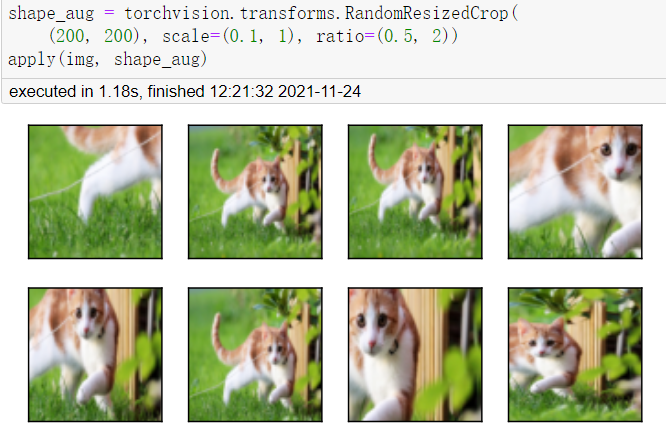 shape_aug = torchvision.transforms.RandomResizedCrop(
    (200, 200), scale=(0.1, 1), ratio=(0.5, 2))
apply(img, shape_aug)
executed in 1.18s, finished 12:21:32 2021-11-24